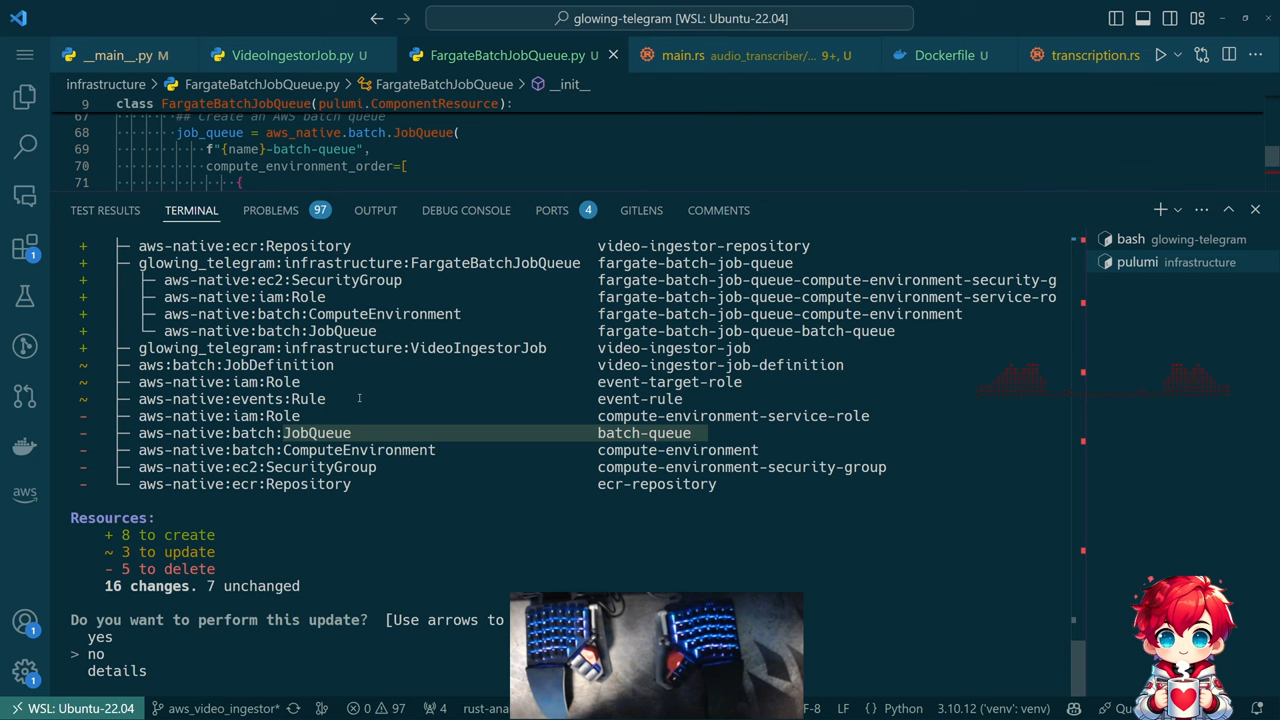 glowing-telegram [WSL: Ubuntu-22.04]
__main__.py M
VideoIngestorJob.py U
FargateBatchJobQueue.py U
main.rs audio_transcriber/... 9+, U
Dockerfile U
transcription.rs
infrastructure > FargateBatchJobQueue.py > FargateBatchJobQueue > __init__
9 class FargateBatchJobQueue(pulumi.ComponentResource):
67 ## Create an AWS batch queue
68 job_queue = aws_native.batch.JobQueue(
69 f"{name}-batch-queue",
70 compute_environment_order=[
71 {
TEST RESULTS TERMINAL PROBLEMS 97 OUTPUT DEBUG CONSOLE PORTS 4 GITLENS COMMENTS
+ ├─ aws-native:ecr:Repository video-ingestor-repository
+ ├─ glowing_telegram:infrastructure:FargateBatchJobQueue fargate-batch-job-queue
+ │ ├─ aws-native:ec2:SecurityGroup fargate-batch-job-queue-compute-environment-security-g
+ │ ├─ aws-native:iam:Role fargate-batch-job-queue-compute-environment-service-ro
+ │ ├─ aws-native:batch:ComputeEnvironment fargate-batch-job-queue-compute-environment
+ │ └─ aws-native:batch:JobQueue fargate-batch-job-queue-batch-queue
+ ├─ glowing_telegram:infrastructure:VideoIngestorJob video-ingestor-job
~ ├─ aws:batch:JobDefinition video-ingestor-job-definition
~ ├─ aws-native:iam:Role event-target-role
~ ├─ aws-native:events:Rule event-rule
- ├─ aws-native:iam:Role compute-environment-service-role
- ├─ aws-native:batch:JobQueue batch-queue
- ├─ aws-native:batch:ComputeEnvironment compute-environment
- ├─ aws-native:ec2:SecurityGroup compute-environment-security-group
- └─ aws-native:ecr:Repository ecr-repository
bash glowing-telegram
pulumi infrastructure
Resources:
+ 8 to create
~ 3 to update
- 5 to delete
16 changes. 7 unchanged
Do you want to perform this update? [Use arrows to
yes
> no
details
1
aws
1
1
WSL: Ubuntu-22.04 aws_video_ingestor* 0 97 4 rust-ana F-8 LF Python 3.10.12 ('venv': venv) Qu